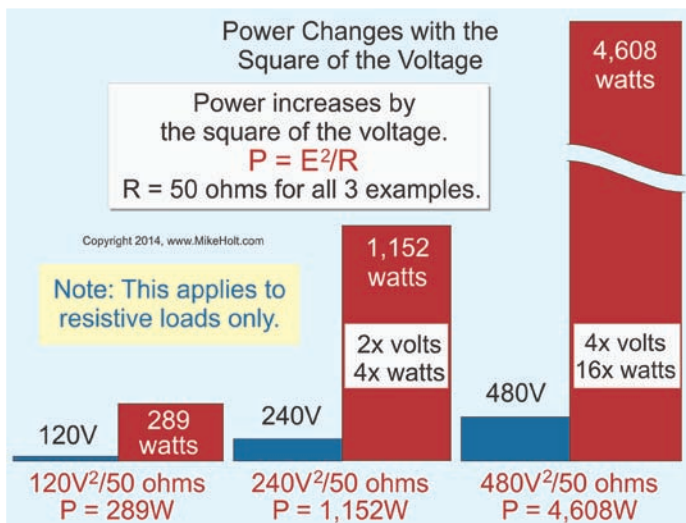 Power Changes with the
Square of the Voltage
Power increases by
the square of the voltage.
P = E²/R
R = 50 ohms for all 3 examples.
Copyright 2014, www.MikeHolt.com
Note: This applies to
resistive loads only.
120V
289
watts
120V²/50 ohms
P = 289W
240V
1,152
watts
2x volts
4x watts
240V²/50 ohms
P = 1,152W
480V
4,608
watts
4x volts
16x watts
480V²/50 ohms
P = 4,608W